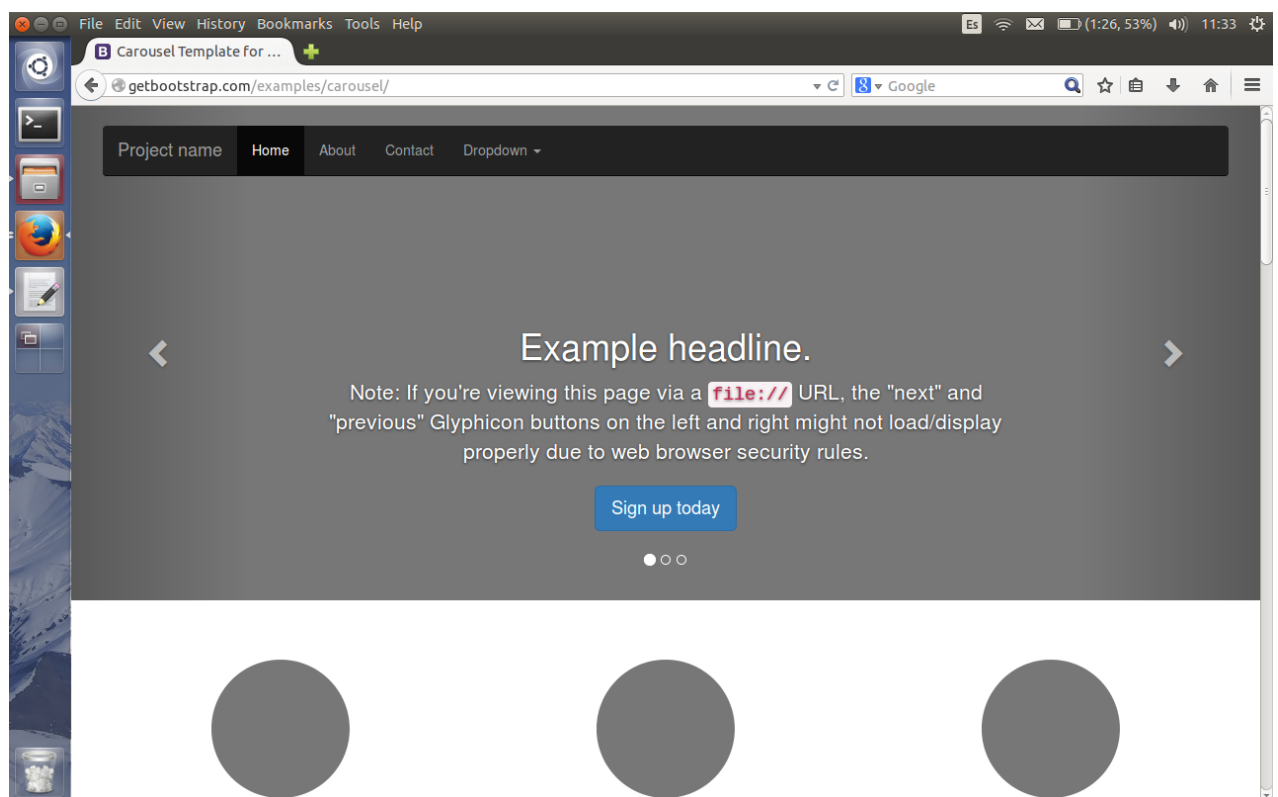 File Edit View History Bookmarks Tools Help Es (1:26, 53%) 11:33
B Carousel Template for ...
getbootstrap.com/examples/carousel/ 8 Google
Project name Home About Contact Dropdown
Example headline.
Note: If you're viewing this page via a file:// URL, the "next" and
"previous" Glyphicon buttons on the left and right might not load/display
properly due to web browser security rules.
Sign up today